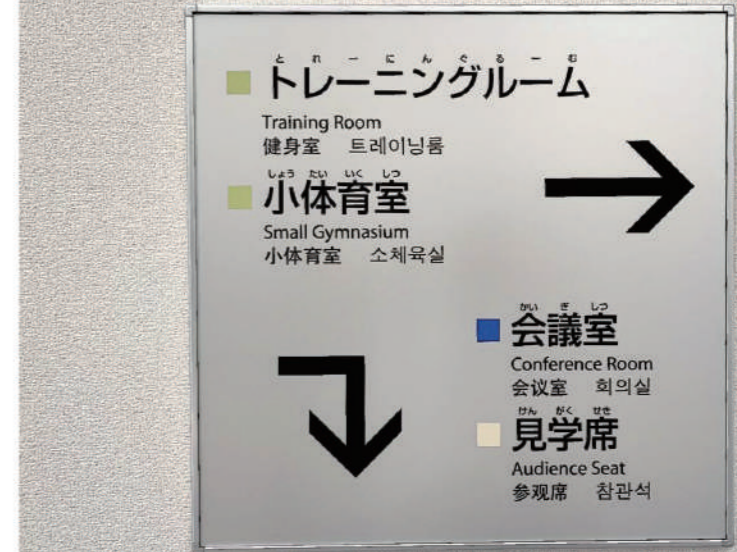 とれーにんぐるーむ
トレーニングルーム
Training Room
健身室 트레이닝룸
しょう たい いく しつ
小体育室
Small Gymnasium
小体育室 소체육실
かい ぎ しつ
会議室
Conference Room
会议室 회의실
けん がく せき
見学席
Audience Seat
参观席 참관석